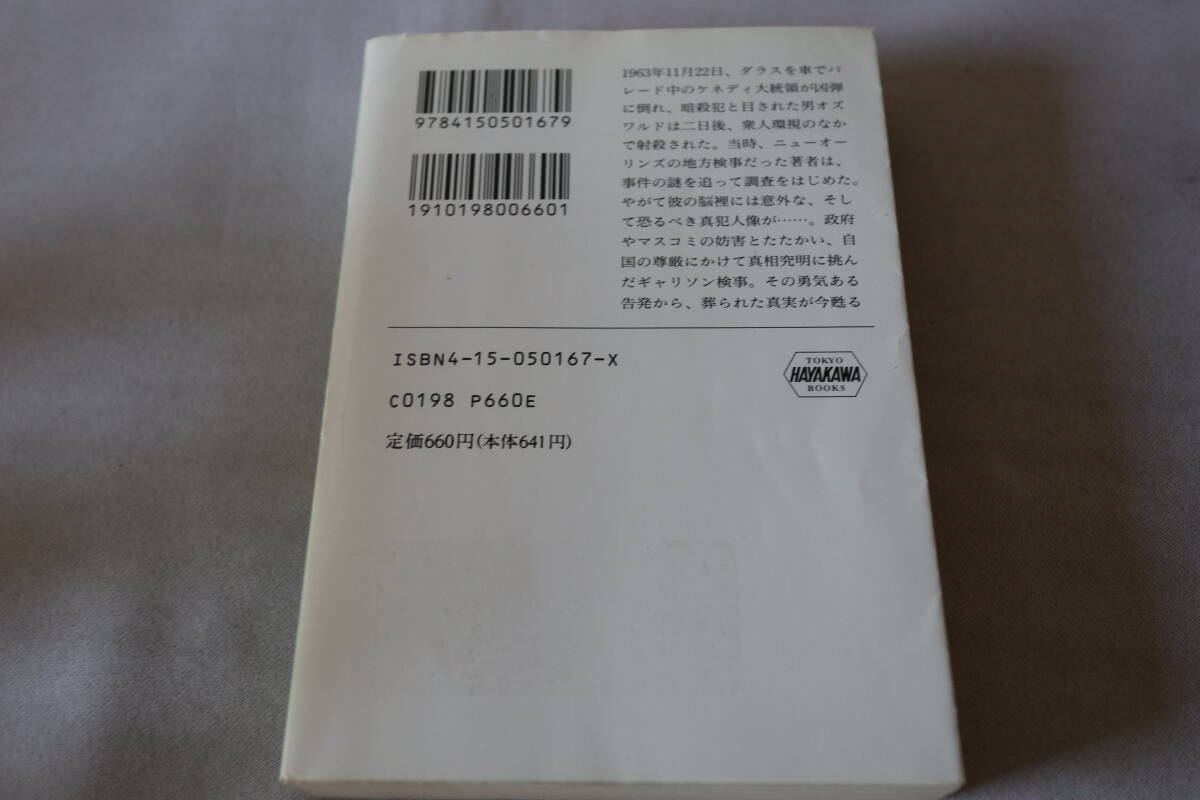 9784150501679
1910198006601
1963年11月22日、ダラスを車でパ
レード中のケネディ大統領が凶弾
に倒れ、暗殺犯と目された男オズ
ワルドは二日後、衆人環視のなか
で射殺された。当時、ニューオー
リンズの地方検事だった著者は、
事件の謎を追って調査をはじめた。
やがて彼の脳裡には意外な、そし
て恐るべき真犯人像が……。政府
やマスコミの妨害とたたかい、自
国の尊厳にかけて真相究明に挑ん
だギャリソン検事。その勇気ある
告発から、葬られた真実が今甦る
ISBN4-15-050167-X
C0198 P660E
定価660円(本体641円)
TOKYO
HAYAKAWA
BOOKS